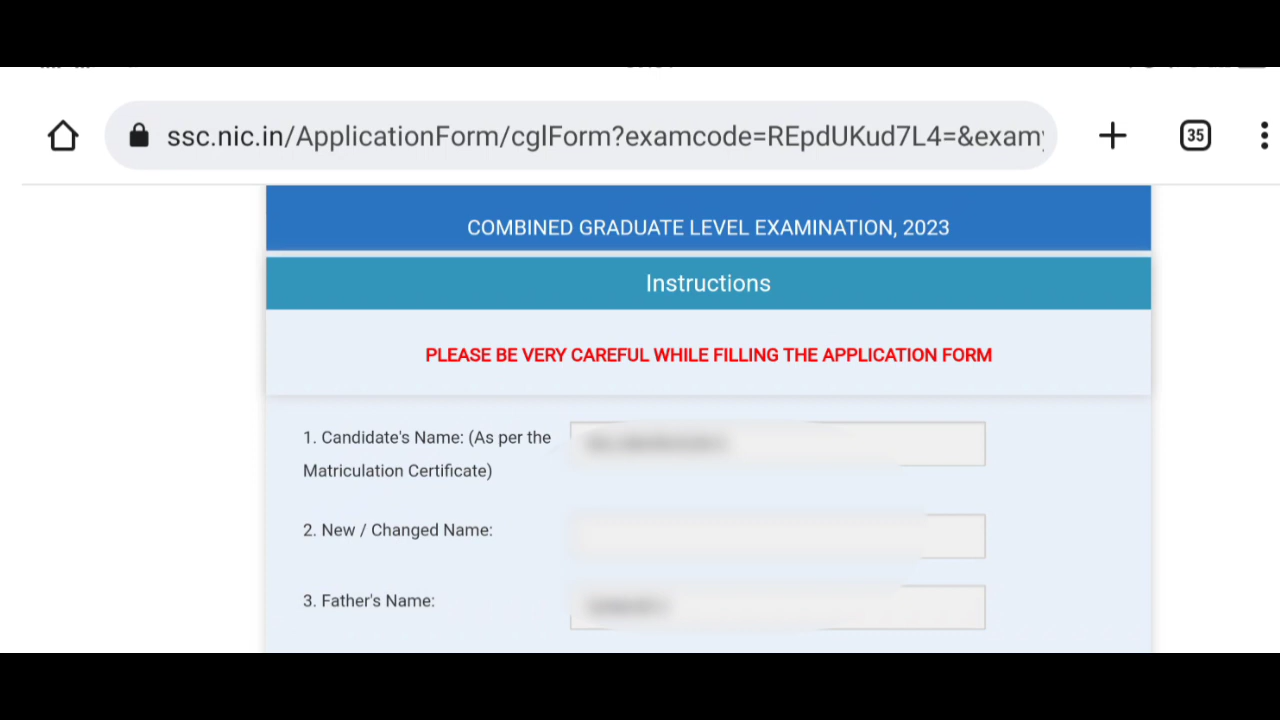 ssc.nic.in/ApplicationForm/cglForm?examcode=REpdUKud7L4=&exam
35
COMBINED GRADUATE LEVEL EXAMINATION, 2023
Instructions
PLEASE BE VERY CAREFUL WHILE FILLING THE APPLICATION FORM
1. Candidate's Name: (As per the
Matriculation Certificate)
2. New / Changed Name:
3. Father's Name: